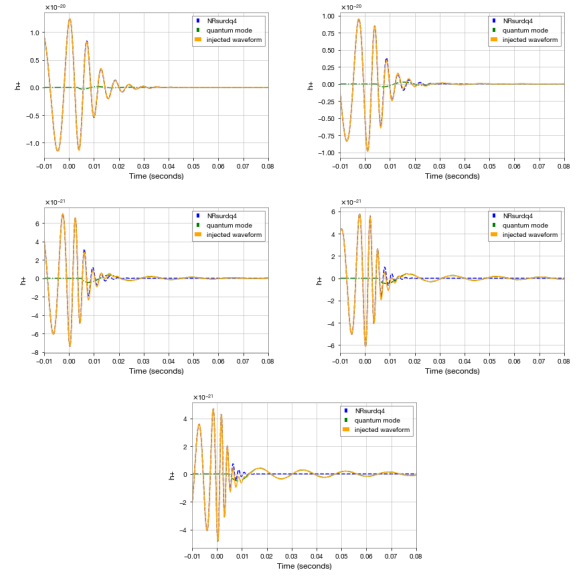 ×10⁻²⁰
1.0
0.5
0.0
−0.5
−1.0
h+
NRsurdq4
quantum mode
injected waveform
−0.01 0.00 0.01 0.02 0.03 0.04 0.05 0.06 0.07 0.08
Time (seconds)
×10⁻²⁰
1.00
0.75
0.50
0.25
0.00
−0.25
−0.50
−0.75
−1.00
h+
NRsurdq4
quantum mode
injected waveform
−0.01 0.00 0.01 0.02 0.03 0.04 0.05 0.06 0.07 0.08
Time (seconds)
×10⁻²¹
6
4
2
0
−2
−4
−6
−8
h+
NRsurdq4
quantum mode
injected waveform
−0.01 0.00 0.01 0.02 0.03 0.04 0.05 0.06 0.07 0.08
Time (seconds)
×10⁻²¹
6
4
2
0
−2
−4
−6
h+
NRsurdq4
quantum mode
injected waveform
−0.01 0.00 0.01 0.02 0.03 0.04 0.05 0.06 0.07 0.08
Time (seconds)
×10⁻²¹
4
2
0
−2
−4
h+
NRsurdq4
quantum mode
injected waveform
−0.01 0.00 0.01 0.02 0.03 0.04 0.05 0.06 0.07 0.08
Time (seconds)